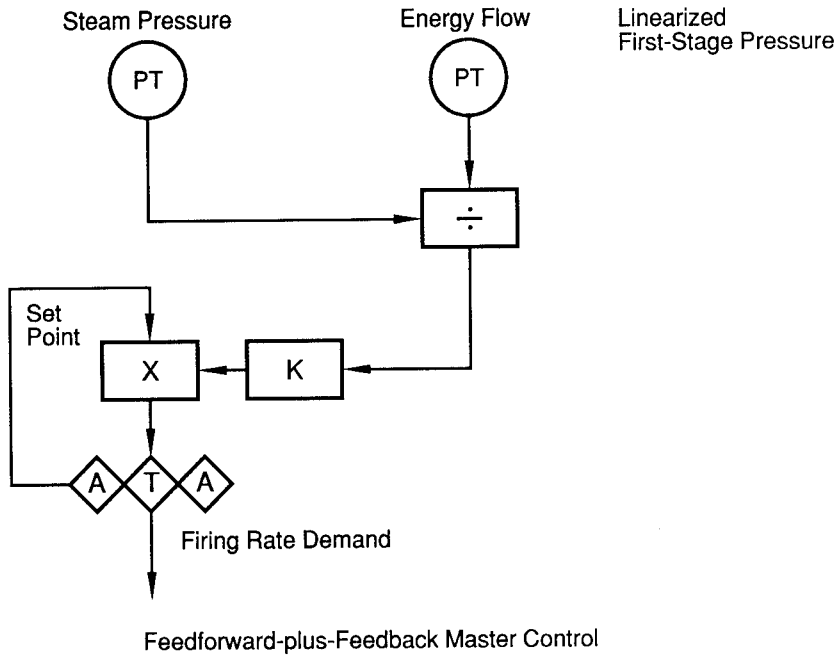 Steam Pressure
Energy Flow
Linearized
First-Stage Pressure
PT
PT
÷
Set
Point
X
K
A
T
A
Firing Rate Demand
Feedforward-plus-Feedback Master Control